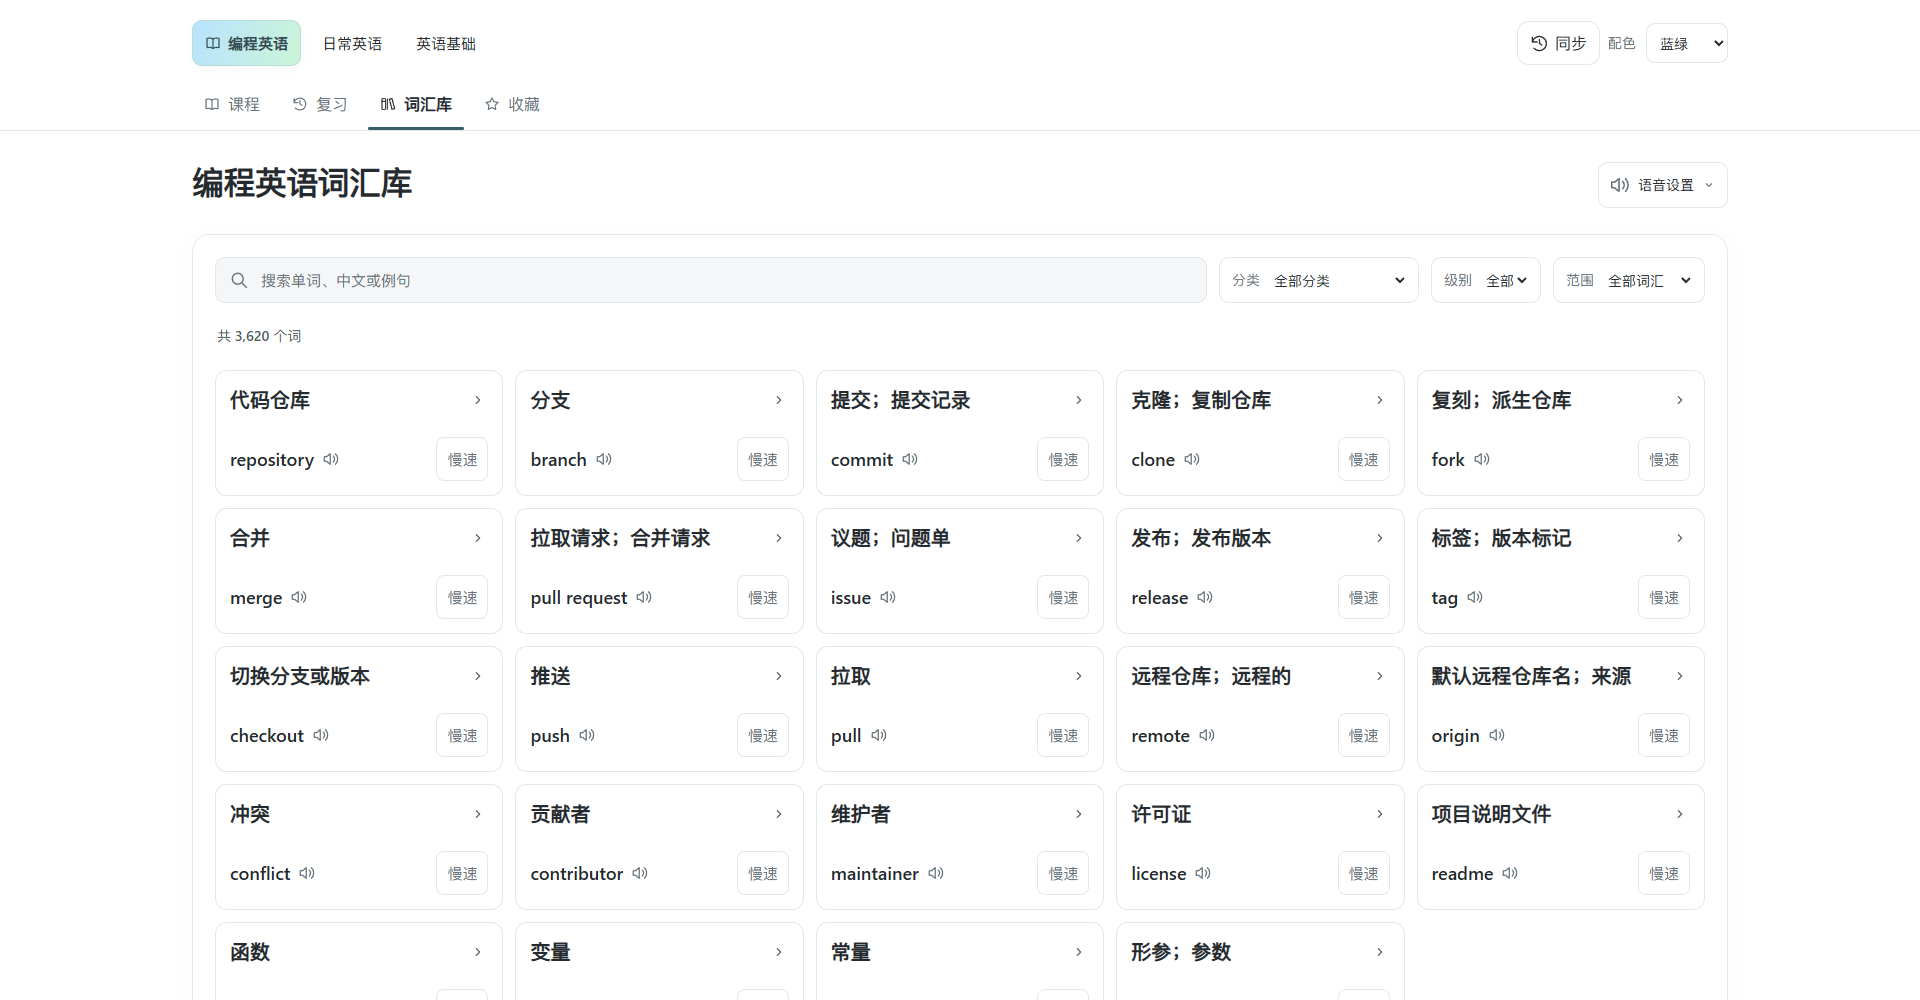 编程英语 日常英语 英语基础 同步 配色 蓝绿
课程 复习 词汇库 收藏
编程英语词汇库 语音设置
搜索单词、中文或例句 分类 全部分类 级别 全部 范围 全部词汇
共 3,620 个词
代码仓库 分支 提交；提交记录 克隆；复制仓库 复刻；派生仓库
repository 慢速 branch 慢速 commit 慢速 clone 慢速 fork 慢速
合并 拉取请求；合并请求 议题；问题单 发布；发布版本 标签；版本标记
merge 慢速 pull request 慢速 issue 慢速 release 慢速 tag 慢速
切换分支或版本 推送 拉取 远程仓库；远程的 默认远程仓库名；来源
checkout 慢速 push 慢速 pull 慢速 remote 慢速 origin 慢速
冲突 贡献者 维护者 许可证 项目说明文件
conflict 慢速 contributor 慢速 maintainer 慢速 license 慢速 readme 慢速
函数 变量 常量 形参；参数